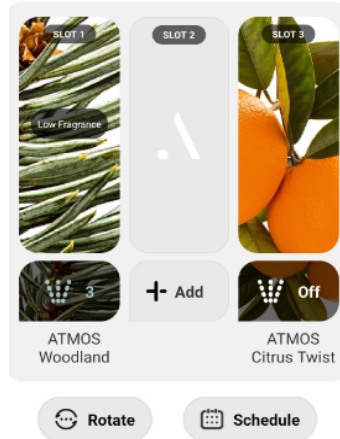 SLOT 1
SLOT 2
SLOT 3
Low Fragrance
3
Add
Off
ATMOS
Woodland
ATMOS
Citrus Twist
Rotate
Schedule